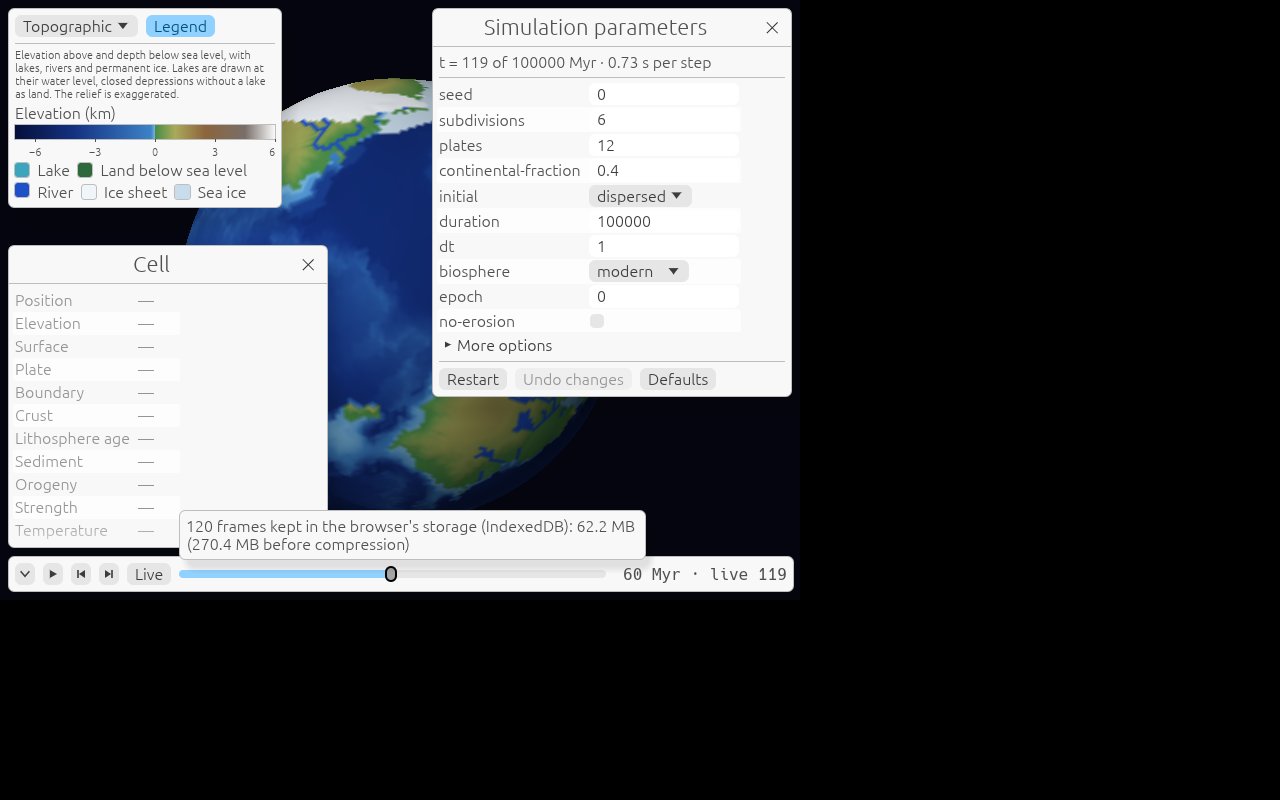 Topographic Legend
Elevation above and depth below sea level, with
lakes, rivers and permanent ice. Lakes are drawn at
their water level, closed depressions without a lake
as land. The relief is exaggerated.
Elevation (km)
−6 −3 0 3 6
Lake Land below sea level
River Ice sheet Sea ice
Simulation parameters
t = 119 of 100000 Myr · 0.73 s per step
seed 0
subdivisions 6
plates 12
continental-fraction 0.4
initial dispersed
duration 100000
dt 1
biosphere modern
epoch 0
no-erosion
More options
Restart Undo changes Defaults
Cell
Position —
Elevation —
Surface —
Plate —
Boundary —
Crust —
Lithosphere age —
Sediment —
Orogeny —
Strength —
Temperature —
120 frames kept in the browser's storage (IndexedDB): 62.2 MB
(270.4 MB before compression)
Live 60 Myr · live 119